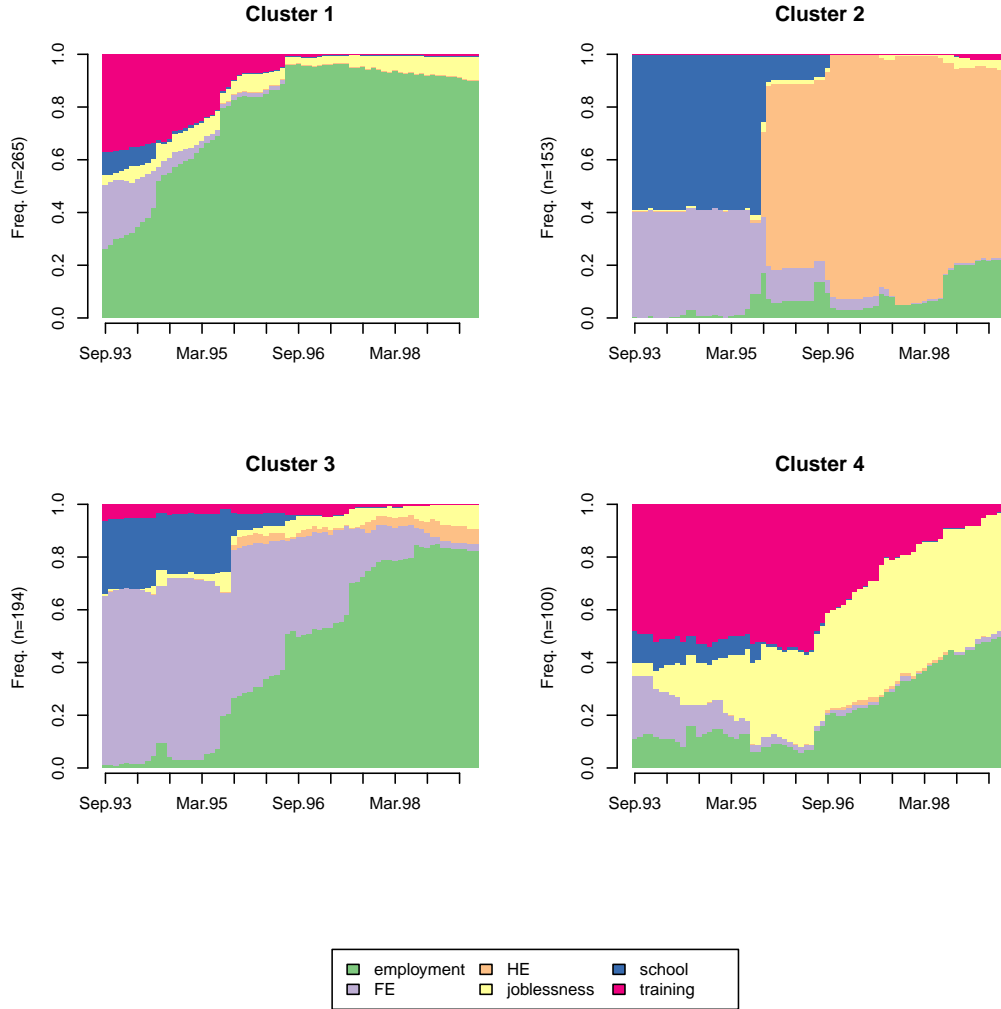 Cluster 1
Freq. (n=265)
0.0 0.2 0.4 0.6 0.8 1.0
Sep.93 Mar.95 Sep.96 Mar.98
Cluster 2
Freq. (n=153)
0.0 0.2 0.4 0.6 0.8 1.0
Sep.93 Mar.95 Sep.96 Mar.98
Cluster 3
Freq. (n=194)
0.0 0.2 0.4 0.6 0.8 1.0
Sep.93 Mar.95 Sep.96 Mar.98
Cluster 4
Freq. (n=100)
0.0 0.2 0.4 0.6 0.8 1.0
Sep.93 Mar.95 Sep.96 Mar.98
employment HE school
FE joblessness training